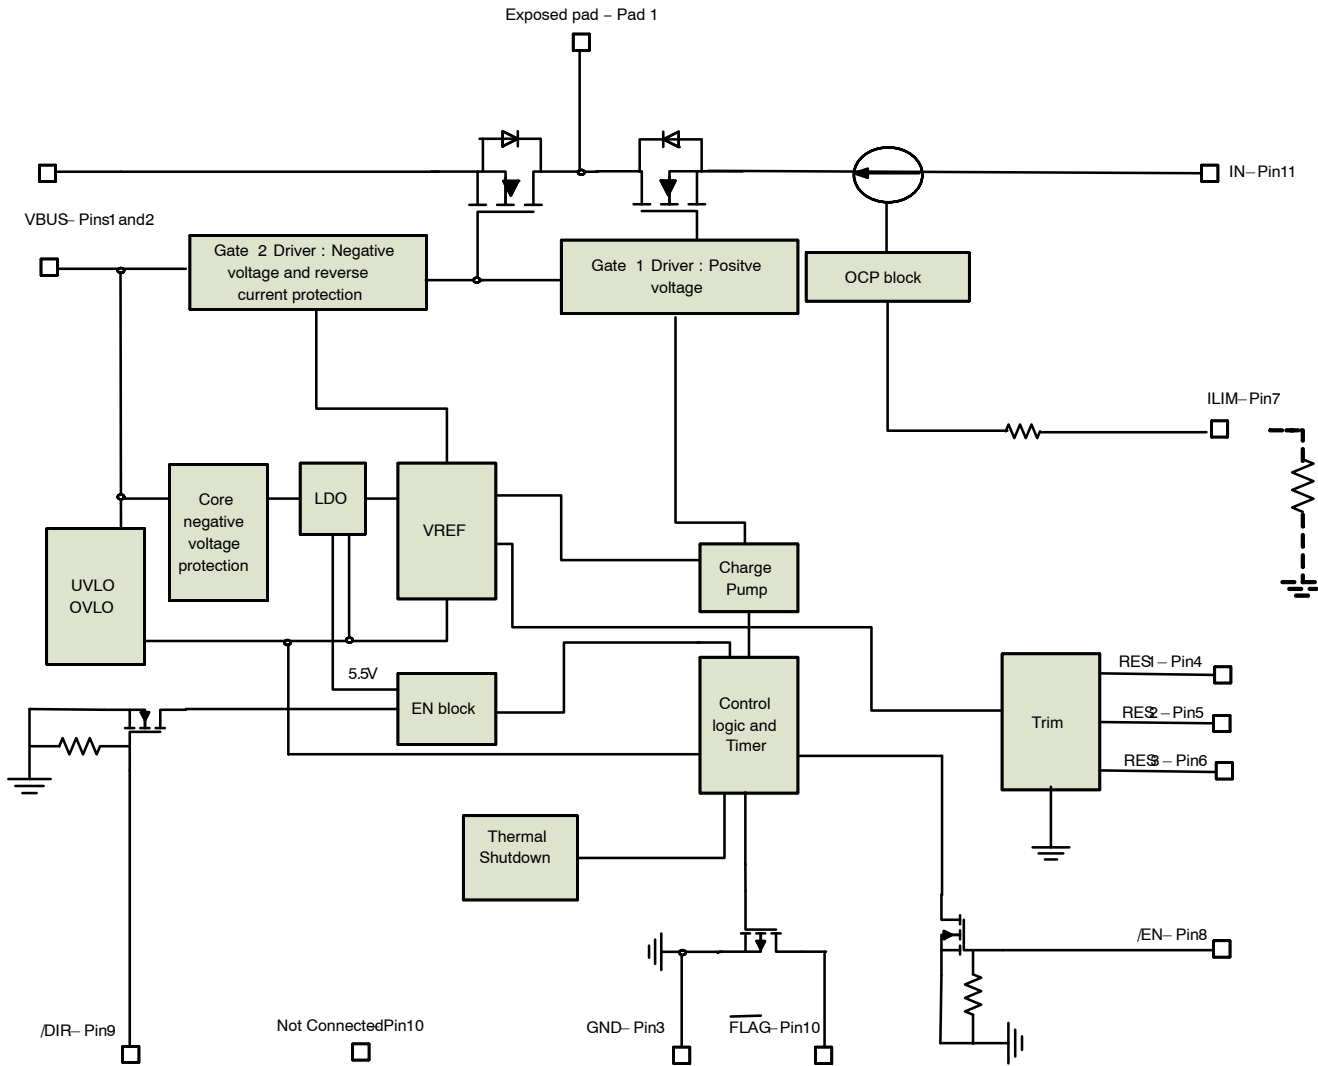 Exposed pad – Pad 1
IN–Pin11
VBUS– Pins1and2
Gate 2 Driver : Negative
voltage and reverse
current protection
Gate 1 Driver : Positve
voltage
OCP block
ILIM–Pin7
Core
negative
voltage
protection
LDO
VREF
UVLO
OVLO
Charge
Pump
5.5V
EN block
Control
logic and
Timer
Trim
RES1–Pin4
RES2–Pin5
RES3–Pin6
Thermal
Shutdown
/EN–Pin8
/DIR–Pin9
Not ConnectedPin10
GND–Pin3
FLAG–Pin10